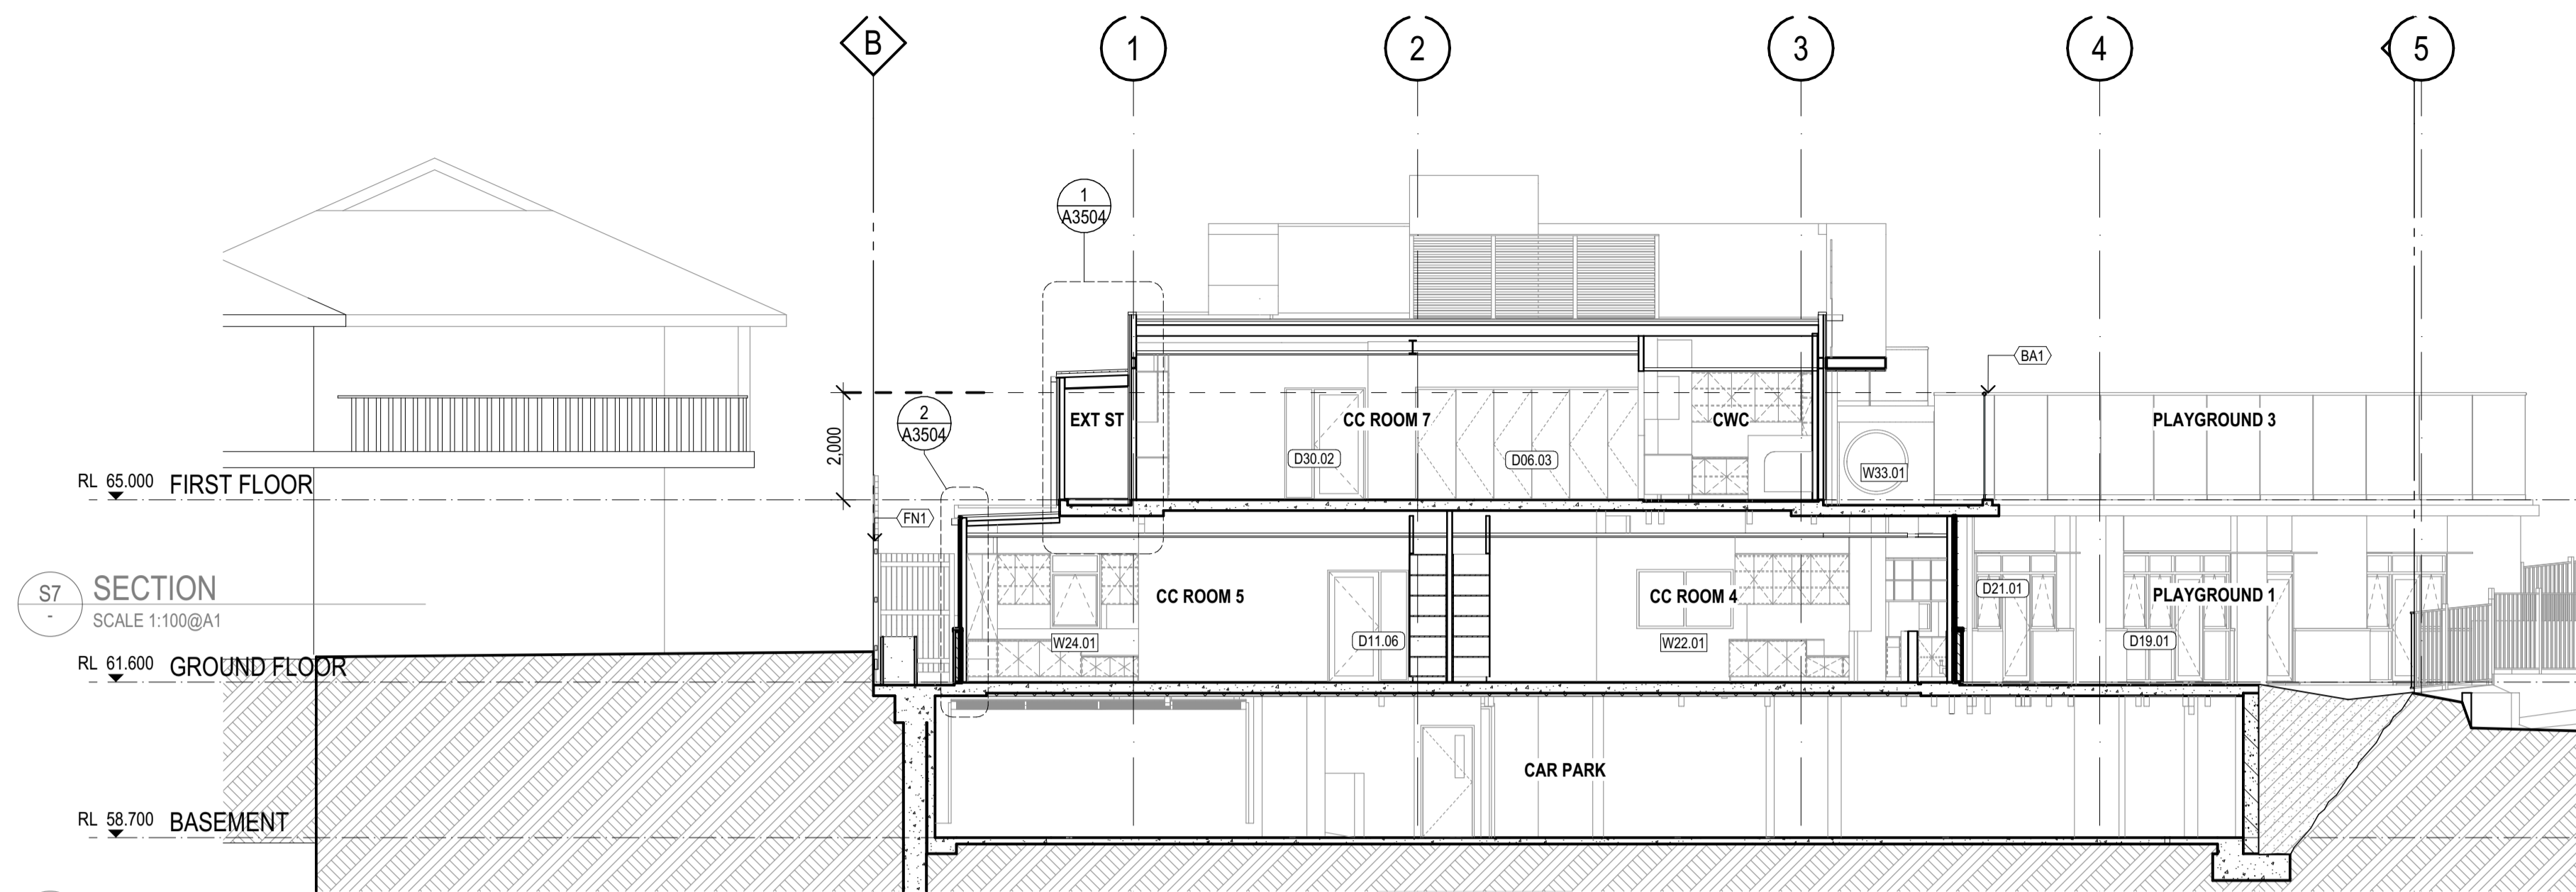 B
1
2
3
4
5
1
A3504
BA1
2,000
2
A3504
EXT ST
CC ROOM 7
CWC
PLAYGROUND 3
D30.02
D06.03
W33.01
RL 65.000 FIRST FLOOR
FN1
S7
-
SECTION
SCALE 1:100@A1
CC ROOM 5
CC ROOM 4
D21.01
PLAYGROUND 1
W24.01
D11.06
W22.01
D19.01
RL 61.600 GROUND FLOOR
CAR PARK
RL 58.700 BASEMENT